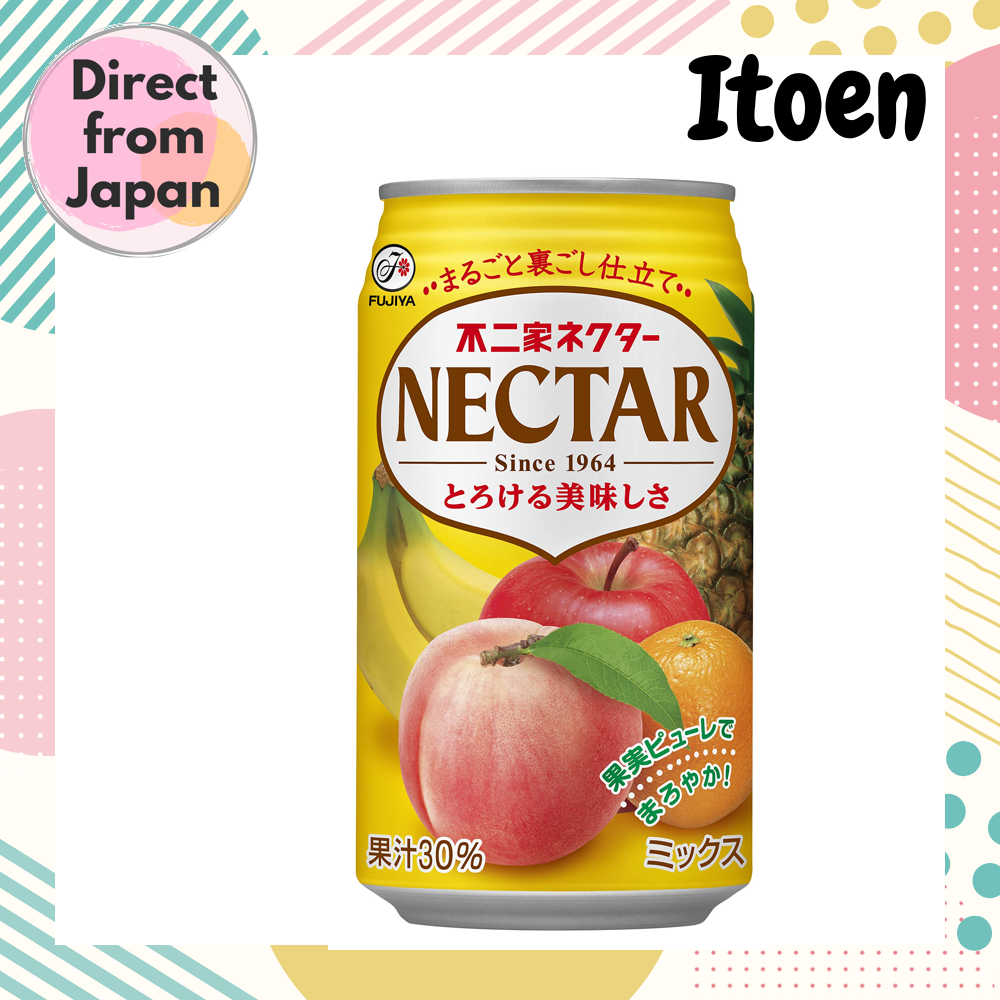 Direct
from
Japan
Itoen
FUJIYA
まるごと裏ごし仕立て
不二家ネクター
NECTAR
Since 1964
とろける美味しさ
果実ピューレで
まろやか!
果汁30%
ミックス